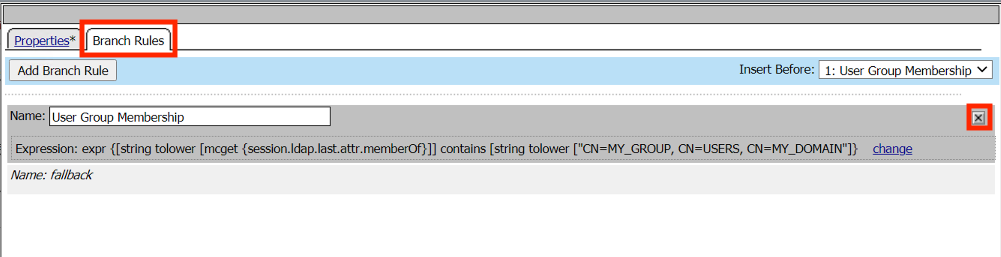 Properties* Branch Rules
Add Branch Rule Insert Before: 1: User Group Membership
Name: User Group Membership
Expression: expr {[string tolower [mcget {session.ldap.last.attr.memberOf}]] contains [string tolower ["CN=MY_GROUP, CN=USERS, CN=MY_DOMAIN"]} change
Name: fallback